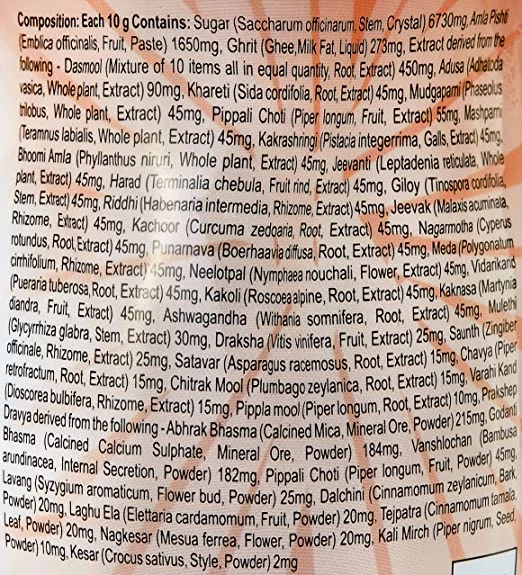 Composition: Each 10 g Contains: Sugar (Saccharum officinarum, Stem, Crystal) 6730mg, Amla Pishti
(Emblica officinalis, Fruit, Paste) 1650mg, Ghrit (Ghee, Milk Fat, Liquid) 273mg, Extract derived from the
following - Dasmool (Mixture of 10 items all in equal quantity, Root, Extract) 450mg, Adusa (Adhatoda
vasica, Whole plant, Extract) 90mg, Khareti (Sida cordifolia, Root, Extract) 45mg, Mudgaparni (Phaseolus
trilobus, Whole plant, Extract) 45mg, Pippali Choti (Piper longum, Fruit, Extract) 55mg, Mashparni
(Teramnus labialis, Whole plant, Extract) 45mg, Kakrashringi (Pistacia integerrima, Galls, Extract) 45mg,
Bhoomi Amla (Phyllanthus niruri, Whole plant, Extract) 45mg, Jeevanti (Leptadenia reticulata, Whole
plant, Extract) 45mg, Harad (Terminalia chebula, Fruit rind, Extract) 45mg, Giloy (Tinospora cordifolia,
Stem, Extract) 45mg, Riddhi (Habenaria intermedia, Rhizome, Extract) 45mg, Jeevak (Malaxis acuminata,
Rhizome, Extract) 45mg, Kachoor (Curcuma zedoaria, Root, Extract) 45mg, Nagarmotha (Cyperus
rotundus, Root, Extract) 45mg, Punarnava (Boerhaavia diffusa, Root, Extract) 45mg, Meda (Polygonatum
cirrhifolium, Rhizome, Extract) 45mg, Neelotpal (Nymphaea nouchali, Flower, Extract) 45mg, Vidarikand
(Pueraria tuberosa, Root, Extract) 45mg, Kakoli (Roscoea alpine, Root, Extract) 45mg, Kaknasa (Martynia
diandra, Fruit, Extract) 45mg, Ashwagandha (Withania somnifera, Root, Extract) 45mg, Mulethi
(Glycyrrhiza glabra, Stem, Extract) 30mg, Draksha (Vitis vinifera, Fruit, Extract) 25mg, Saunth (Zingiber
officinale, Rhizome, Extract) 25mg, Satavar (Asparagus racemosus, Root, Extract) 15mg, Chavya (Piper
retrofractum, Root, Extract) 15mg, Chitrak Mool (Plumbago zeylanica, Root, Extract) 15mg, Varahi Kand
(Dioscorea bulbifera, Rhizome, Extract) 15mg, Pippla mool (Piper longum, Root, Extract) 10mg, Prakshep
Dravya derived from the following - Abhrak Bhasma (Calcined Mica, Mineral Ore, Powder) 215mg, Godanti
Bhasma (Calcined Calcium Sulphate, Mineral Ore, Powder) 184mg, Vanshlochan (Bambusa
arundinacea, Internal Secretion, Powder) 182mg, Pippali Choti (Piper longum, Fruit, Powder) 45mg,
Lavang (Syzygium aromaticum, Flower bud, Powder) 25mg, Dalchini (Cinnamomum zeylanicum, Bark,
Powder) 20mg, Laghu Ela (Elettaria cardamomum, Fruit, Powder) 20mg, Tejpatra (Cinnamomum tamala,
Leaf, Powder) 20mg, Nagkesar (Mesua ferrea, Flower, Powder) 20mg, Kali Mirch (Piper nigrum, Seed,
Powder) 10mg, Kesar (Crocus sativus, Style, Powder) 2mg